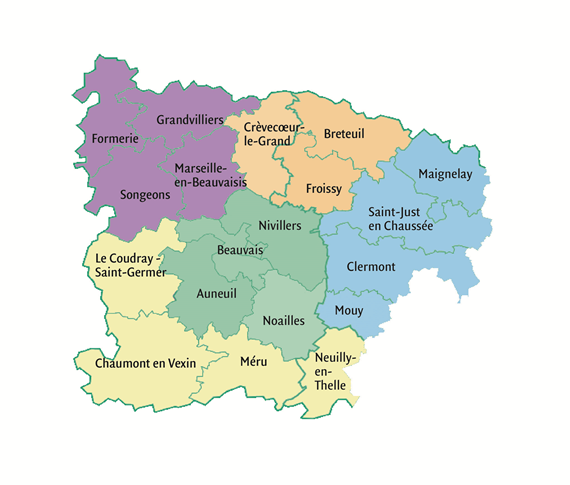 Grandvilliers
Formerie
Crèvecœur-
le-Grand
Breteuil
Marseille-
en-Beauvaisis
Maignelay
Songeons
Froissy
Saint-Just
en Chaussée
Nivillers
Beauvais
Le Coudray -
Saint-Germer
Clermont
Auneuil
Noailles
Mouy
Chaumont en Vexin
Méru
Neuilly-
en-
Thelle